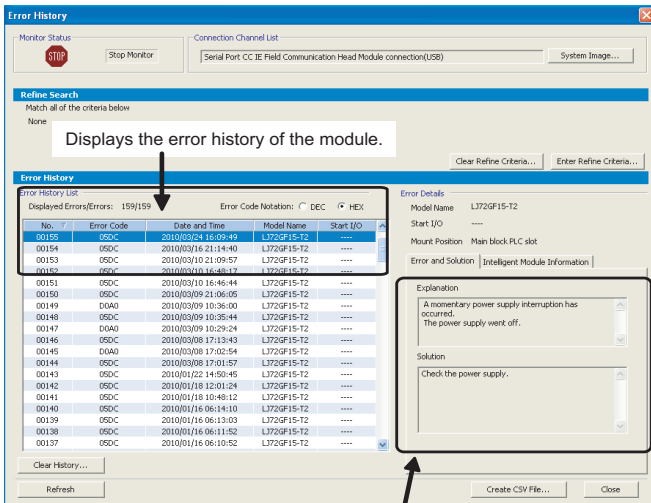 Error History
Monitor Status
STOP
Stop Monitor
Connection Channel List
Serial Port CC IE Field Communication Head Module connection(USB)
System Image...
Refine Search
Match all of the criteria below
None
Displays the error history of the module.
Clear Refine Criteria...
Enter Refine Criteria...
Error History
Error History List
Displayed Errors/Errors: 159/159
Error Code Notation: DEC HEX
No. Error Code Date and Time Model Name Start I/O
00155 05DC 2010/03/24 16:09:49 LJ72GF15-T2 ----
00154 05DC 2010/03/16 21:14:40 LJ72GF15-T2 ----
00153 05DC 2010/03/10 21:09:57 LJ72GF15-T2 ----
00152 05DC 2010/03/10 16:48:17 LJ72GF15-T2 ----
00151 05DC 2010/03/10 16:46:44 LJ72GF15-T2 ----
00150 05DC 2010/03/09 21:06:05 LJ72GF15-T2 ----
00149 D0A0 2010/03/09 10:36:00 LJ72GF15-T2 ----
00148 05DC 2010/03/09 10:35:44 LJ72GF15-T2 ----
00147 D0A0 2010/03/09 10:29:24 LJ72GF15-T2 ----
00146 05DC 2010/03/08 17:13:43 LJ72GF15-T2 ----
00145 D0A0 2010/03/08 17:02:54 LJ72GF15-T2 ----
00144 05DC 2010/03/08 17:01:57 LJ72GF15-T2 ----
00143 05DC 2010/01/22 14:50:45 LJ72GF15-T2 ----
00142 05DC 2010/01/18 12:01:24 LJ72GF15-T2 ----
00141 05DC 2010/01/18 10:48:12 LJ72GF15-T2 ----
00140 05DC 2010/01/16 06:14:10 LJ72GF15-T2 ----
00139 05DC 2010/01/16 06:13:03 LJ72GF15-T2 ----
00138 05DC 2010/01/16 06:11:52 LJ72GF15-T2 ----
00137 05DC 2010/01/16 06:10:52 LJ72GF15-T2 ----
Error Details
Model Name LJ72GF15-T2
Start I/O ----
Mount Position Main block PLC slot
Error and Solution Intelligent Module Information
Explanation
A momentary power supply interruption has
occurred.
The power supply went off.
Solution
Check the power supply.
Clear History...
Refresh
Create CSV File...
Close